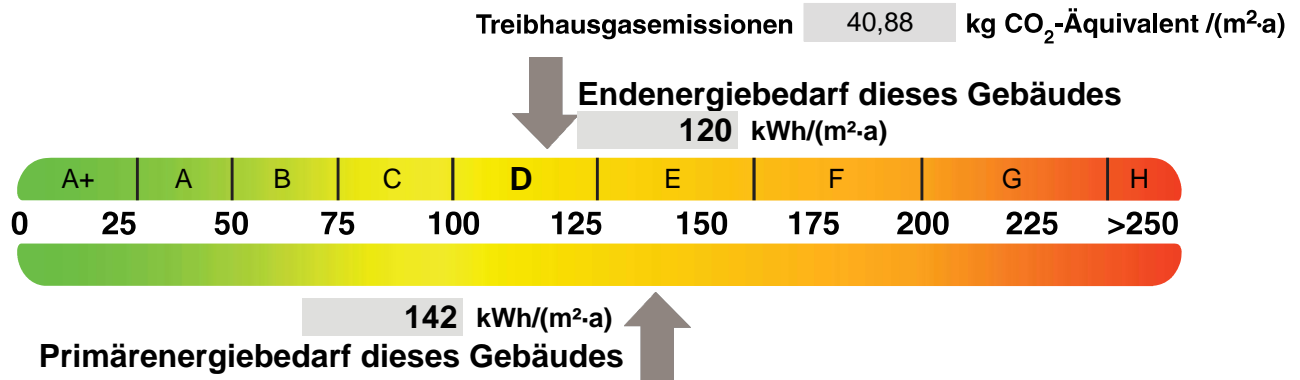 Treibhausgasemissionen 40,88 kg CO₂-Äquivalent /(m²·a)
Endenergiebedarf dieses Gebäudes
120 kWh/(m²·a)
A+ A B C D E F G H
0 25 50 75 100 125 150 175 200 225 >250
142 kWh/(m²·a)
Primärenergiebedarf dieses Gebäudes